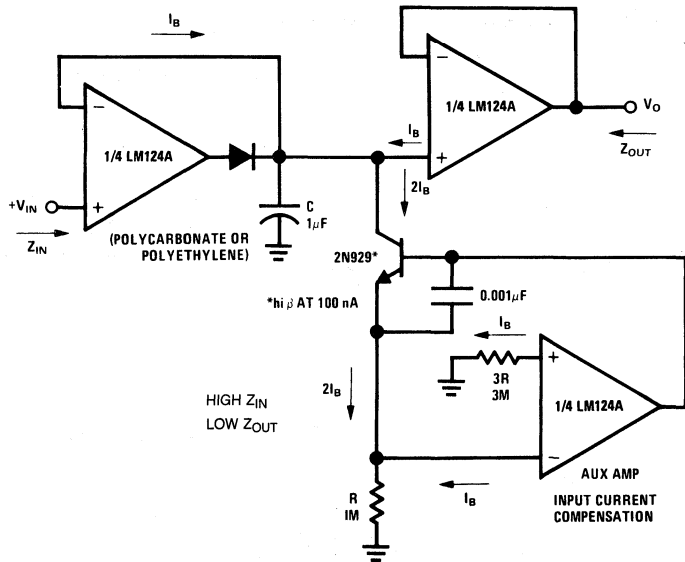 I_B
−
1/4 LM124A
+V_IN
+
Z_IN
C
1µF
(POLYCARBONATE OR
POLYETHYLENE)
−
1/4 LM124A
+
I_B
V_O
Z_OUT
2I_B
2N929*
*hi β AT 100 nA
0.001µF
I_B
3R
3M
+
1/4 LM124A
−
2I_B
HIGH Z_IN
LOW Z_OUT
R
1M
I_B
AUX AMP
INPUT CURRENT
COMPENSATION